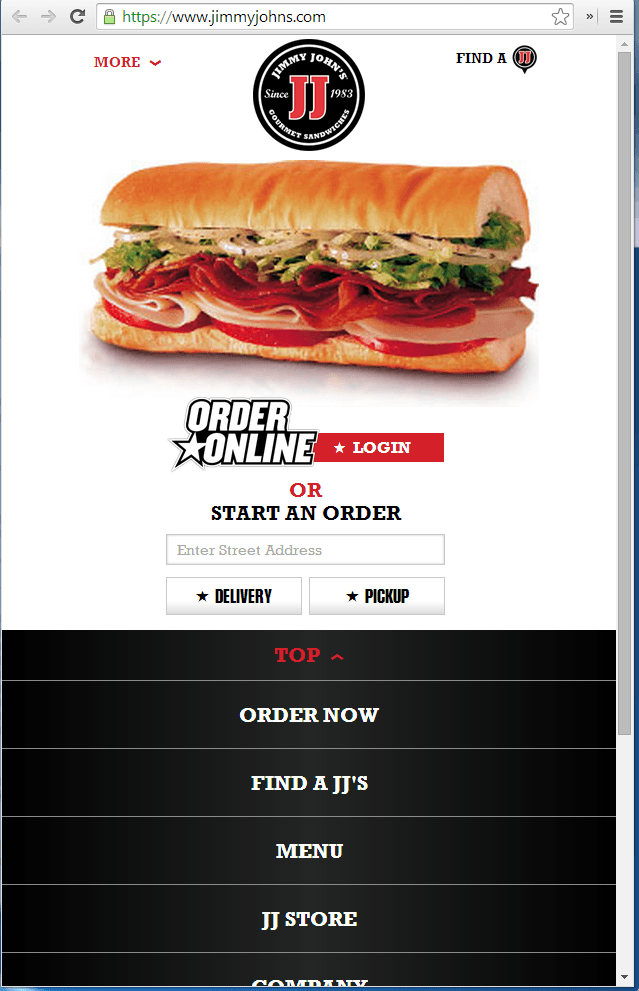 https://www.jimmyjohns.com
»
MORE
FIND A JJ
JIMMY JOHN'S
Since JJ 1983
GOURMET SANDWICHES
ORDER
ONLINE
★ LOGIN
OR
START AN ORDER
Enter Street Address
★ DELIVERY
★ PICKUP
TOP
ORDER NOW
FIND A JJ'S
MENU
JJ STORE
COMPANY